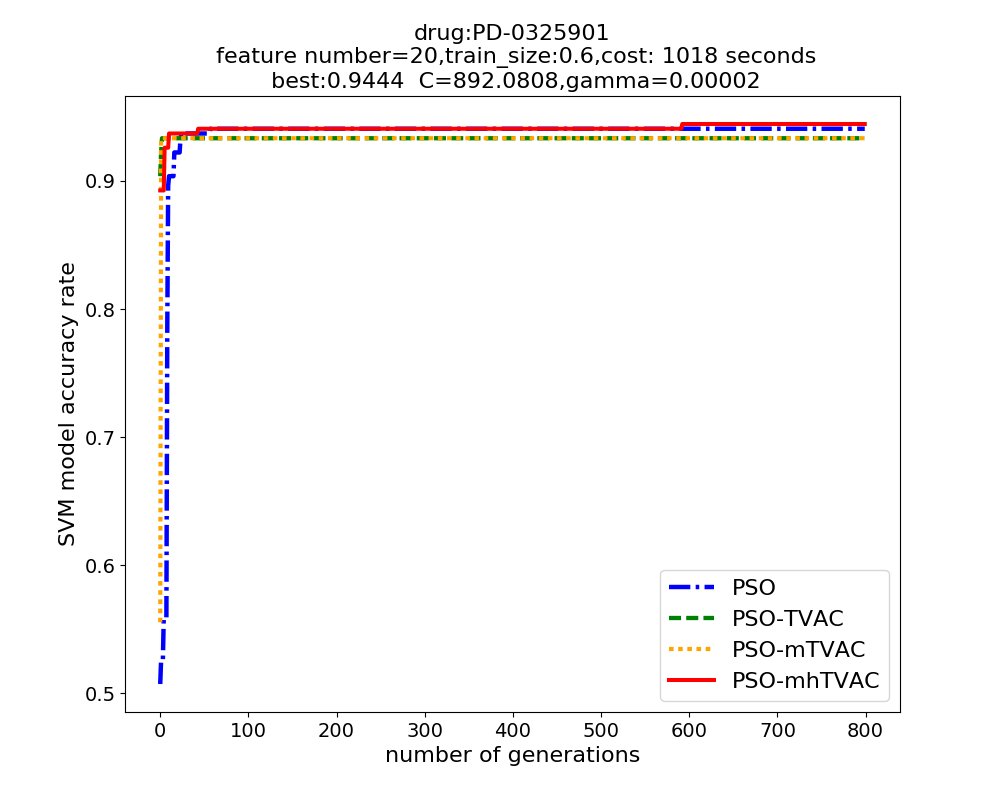 drug:PD-0325901
feature number=20,train_size:0.6,cost: 1018 seconds
best:0.9444  C=892.0808,gamma=0.00002
SVM model accuracy rate
0.9
0.8
0.7
0.6
0.5
PSO
PSO-TVAC
PSO-mTVAC
PSO-mhTVAC
0 100 200 300 400 500 600 700 800
number of generations